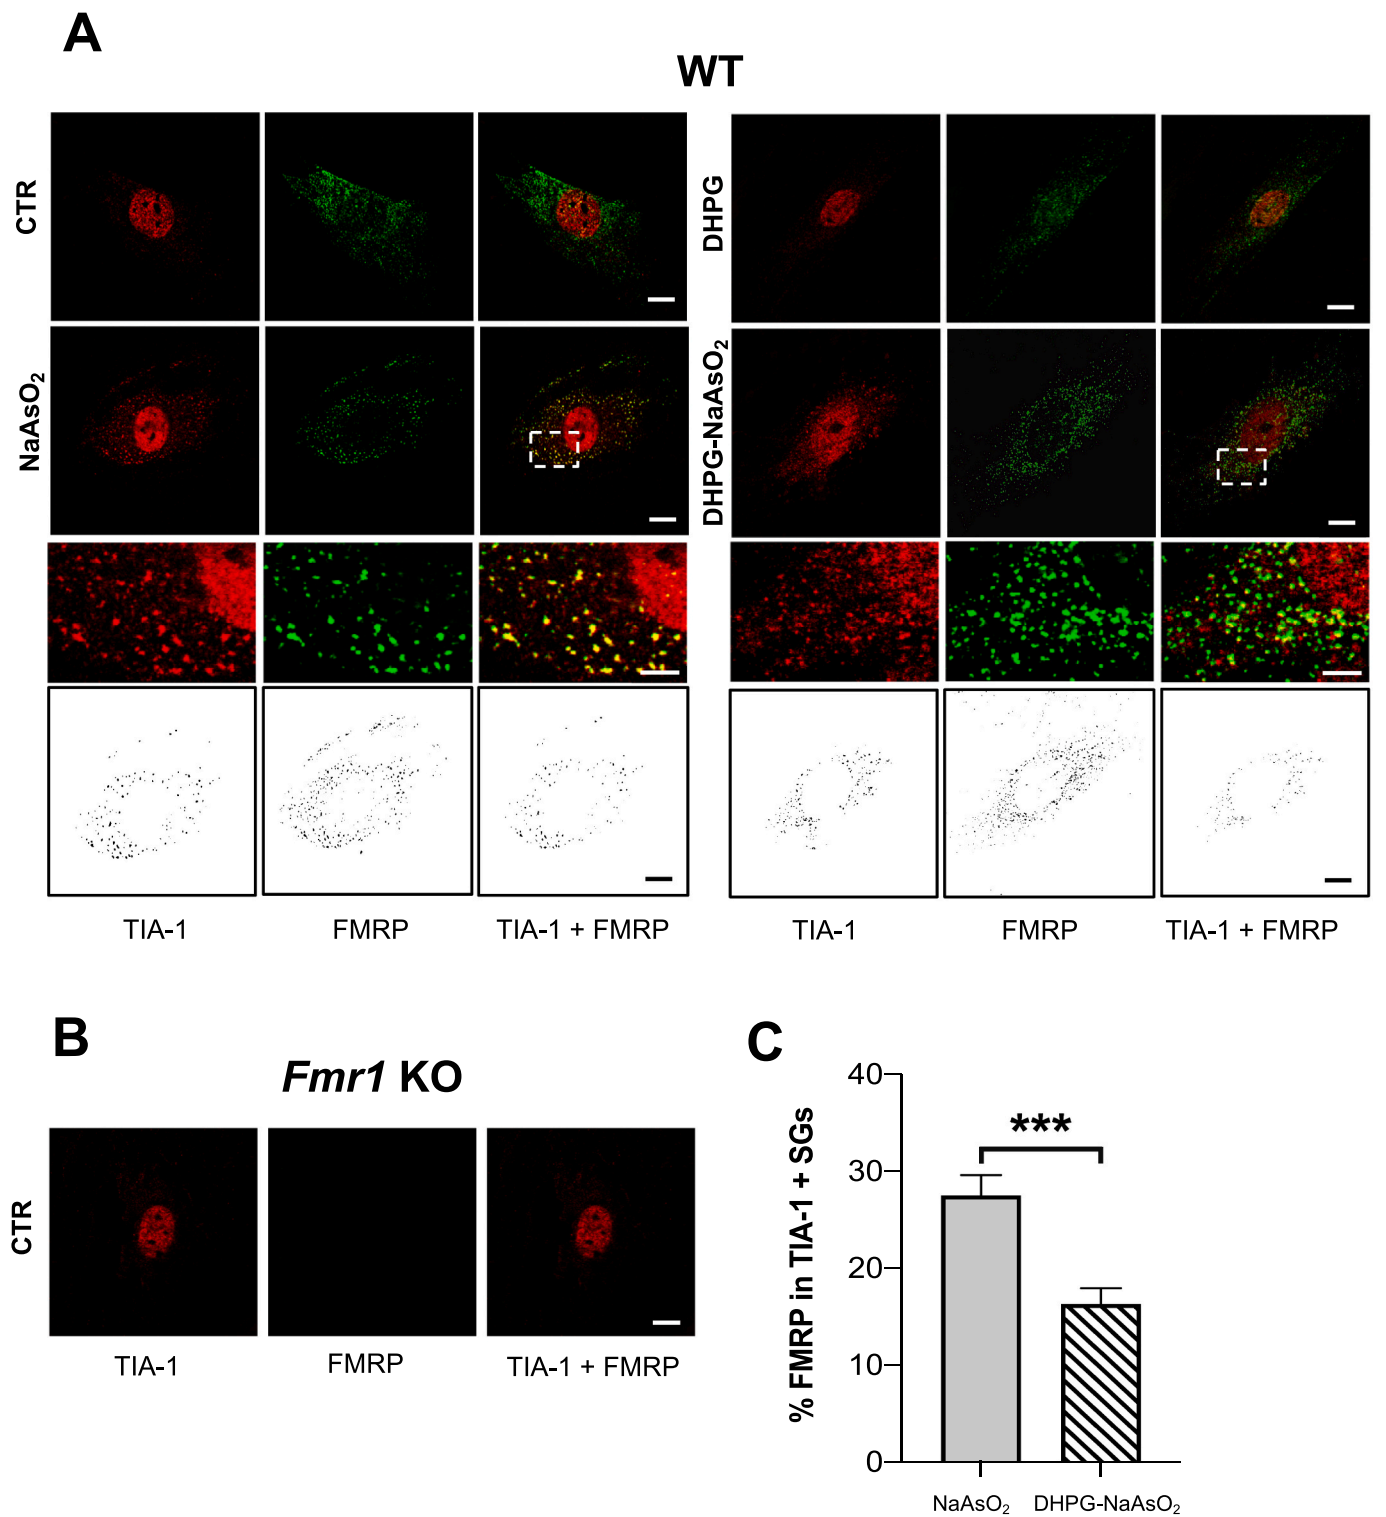 A
WT
CTR
DHPG
NaAsO₂
DHPG-NaAsO₂
TIA-1 FMRP TIA-1 + FMRP TIA-1 FMRP TIA-1 + FMRP
B
Fmr1 KO
CTR
TIA-1 FMRP TIA-1 + FMRP
C
% FMRP in TIA-1 + SGs
40
30
20
10
0
***
NaAsO₂ DHPG-NaAsO₂